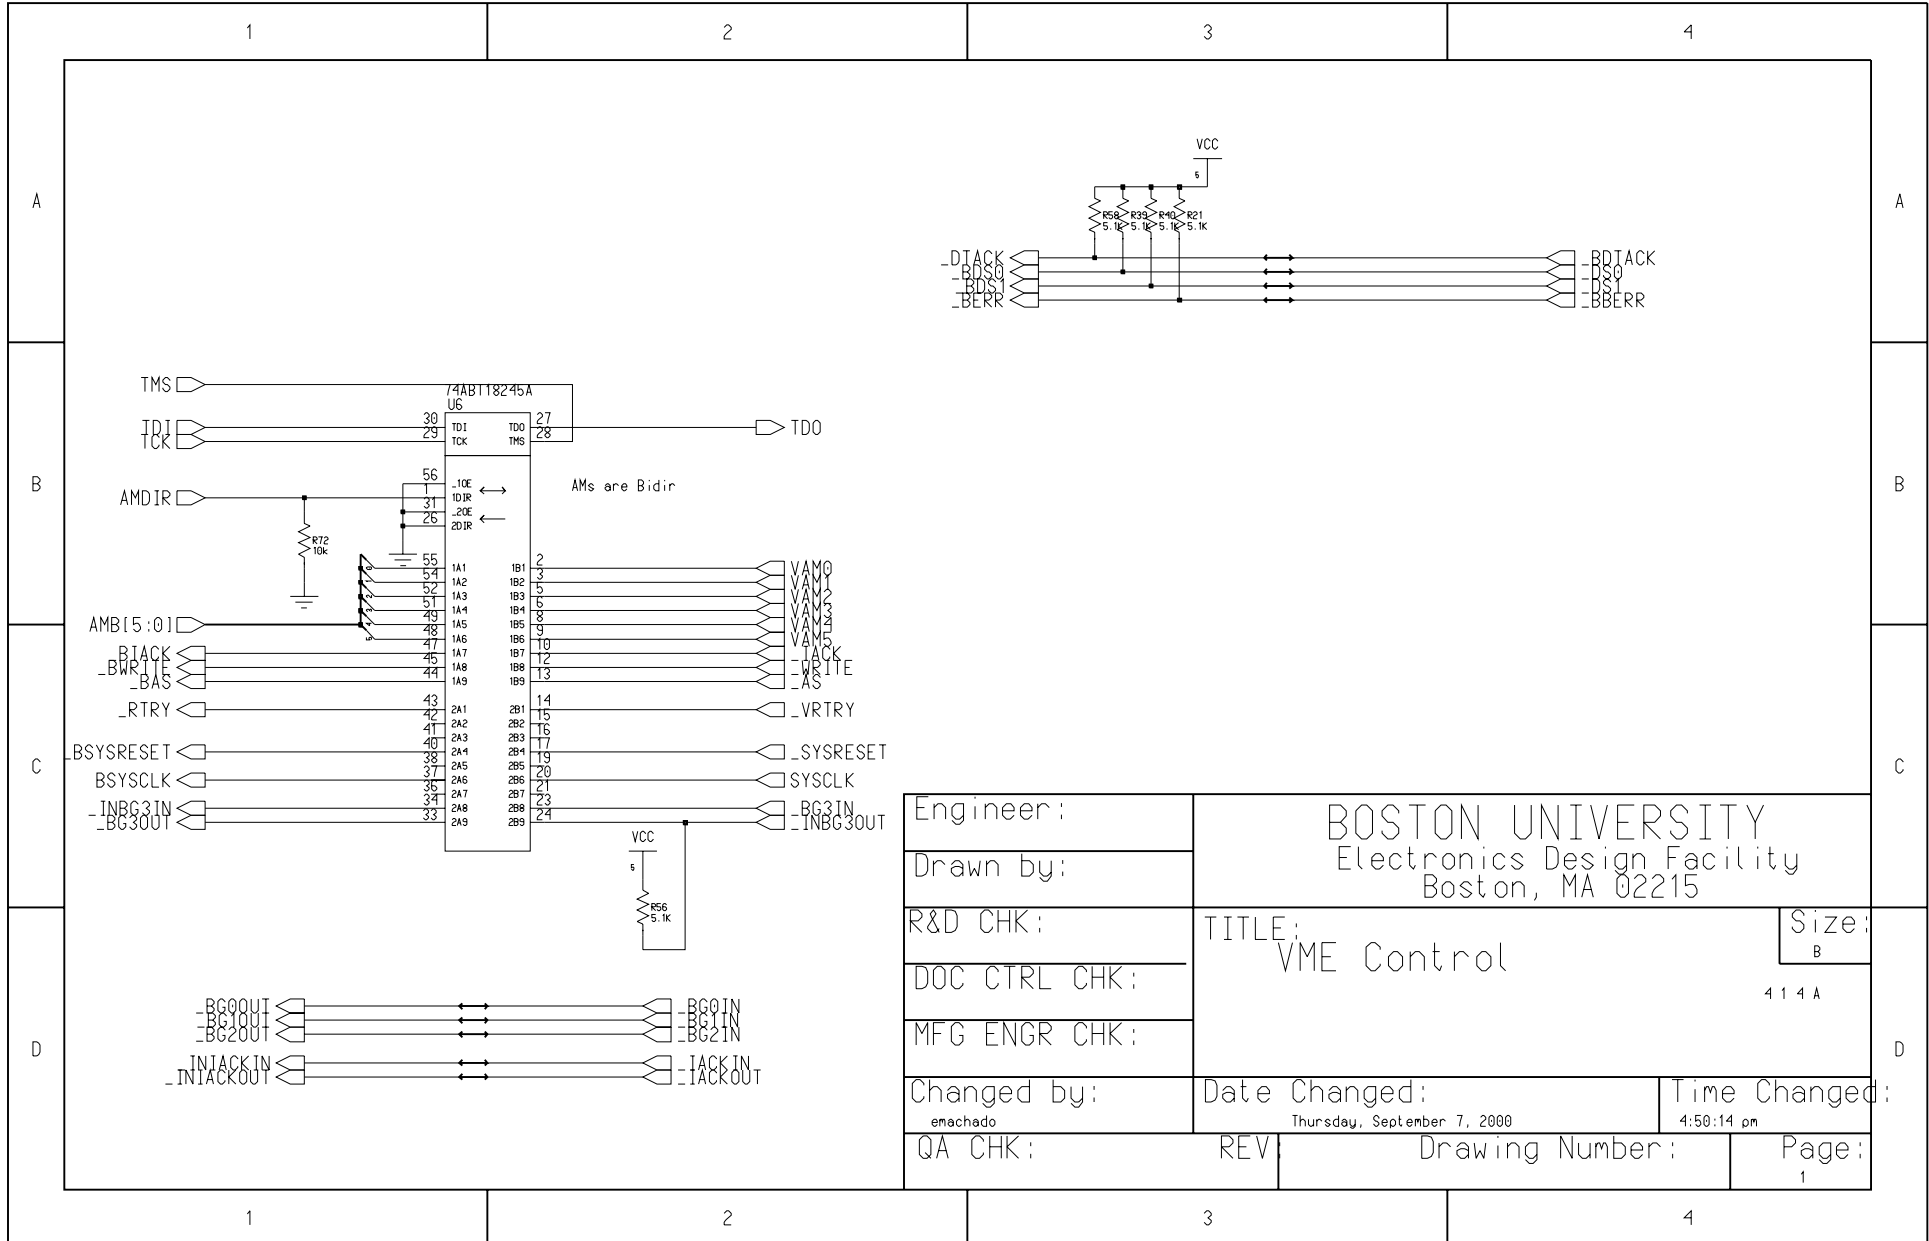 1 2 3 4
A A
VCC
5
R58 R39 R40 R21
5.1K 5.1K 5.1K 5.1K
_DTACK _BDTACK
_BDS0 _DS0
_BDS1 _DS1
_BERR _BBERR
TMS
74ABT18245A
U6
TDI 30 TDI TDO 27 TDO
TCK 29 TCK TMS 28
B B
56 _1OE
AMDIR 1 1DIR
31 _2OE
26 2DIR
AMs are Bidir
R72
10k
0 55 1A1 1B1 2 VAM0
1 54 1A2 1B2 3 VAM1
2 52 1A3 1B3 5 VAM2
3 51 1A4 1B4 6 VAM3
AMB[5:0] 4 49 1A5 1B5 8 VAM4
5 48 1A6 1B6 9 VAM5
_BIACK 47 1A7 1B7 10 _IACK
_BWRITE 45 1A8 1B8 12 _WRITE
_BAS 44 1A9 1B9 13 _AS
_RTRY 43 2A1 2B1 14 _VRTRY
42 2A2 2B2 15
41 2A3 2B3 16
_BSYSRESET 40 2A4 2B4 17 _SYSRESET
38 2A5 2B5 19
C C
BSYSCLK 37 2A6 2B6 20 SYSCLK
36 2A7 2B7 21
_INBG3IN 34 2A8 2B8 23 _BG3IN
_BG3OUT 33 2A9 2B9 24 _INBG3OUT
VCC
5
R56
5.1K
_BG0OUT _BG0IN
_BG1OUT _BG1IN
_BG2OUT _BG2IN
_INIACKIN _IACKIN
_INIACKOUT _IACKOUT
D D
Engineer:
BOSTON UNIVERSITY
Electronics Design Facility
Boston, MA 02215
Drawn by:
R&D CHK:
TITLE:
VME Control
Size:
B
DOC CTRL CHK:
414A
MFG ENGR CHK:
Changed by:
emachado
Date Changed:
Thursday, September 7, 2000
Time Changed:
4:50:14 pm
QA CHK:
REV
Drawing Number:
Page:
1
1 2 3 4